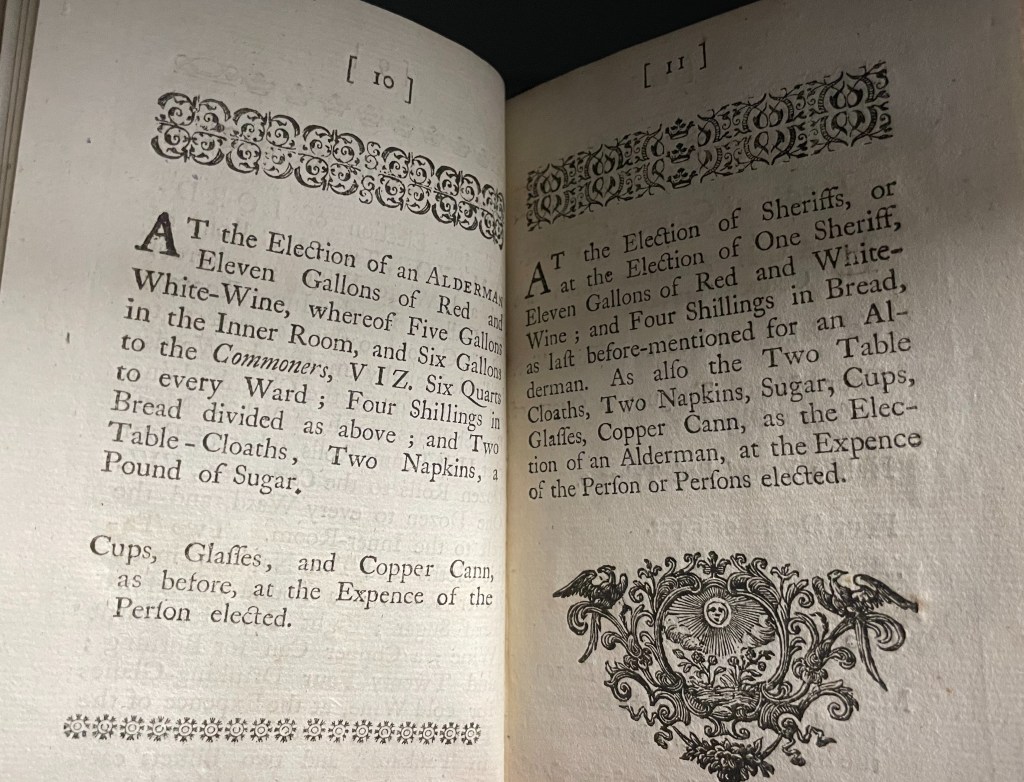 [ 10 ]
AT the Election of an ALDERMAN
Eleven Gallons of Red and
White-Wine, whereof Five Gallons
in the Inner Room, and Six Gallons
to the Commoners, VIZ. Six Quarts
to every Ward ; Four Shillings in
Bread divided as above ; and Two
Table-Cloaths, Two Napkins, a
Pound of Sugar.
Cups, Glaſſes, and Copper Cann,
as before, at the Expence of the
Perſon elected.
[ 11 ]
AT the Election of Sheriffs, or
at the Election of One Sheriff,
Eleven Gallons of Red and White-
Wine ; and Four Shillings in Bread,
as laſt before-mentioned for an Al-
derman. As alſo the Two Table
Cloaths, Two Napkins, Sugar, Cups,
Glaſſes, Copper Cann, as the Elec-
tion of an Alderman, at the Expence
of the Perſon or Perſons elected.